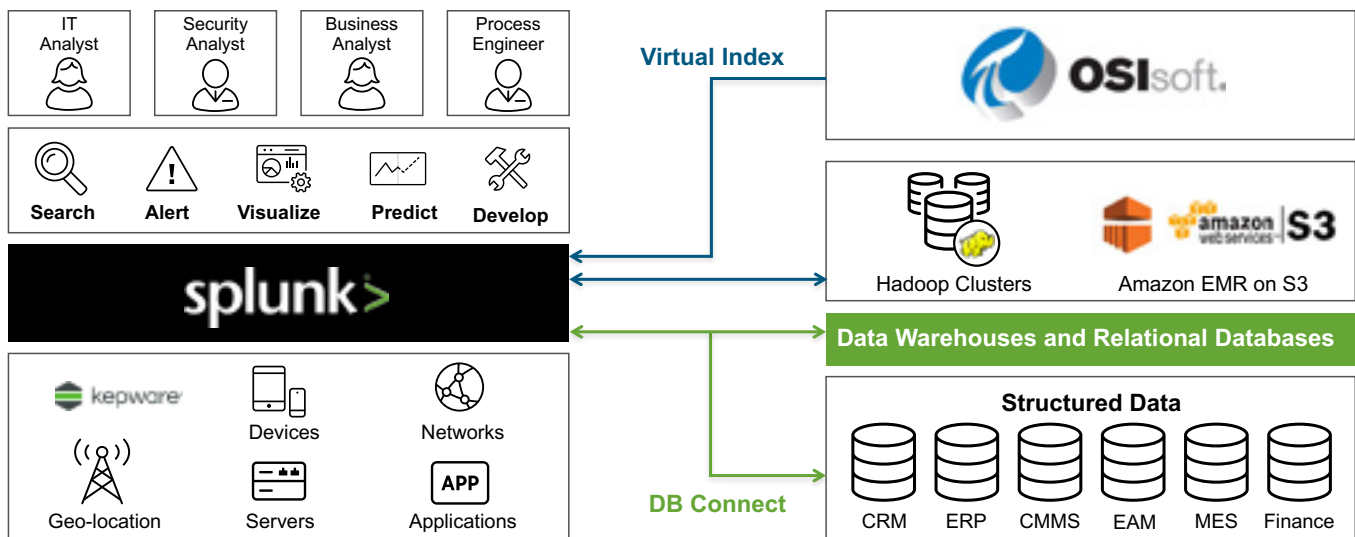 IT
Analyst
Security
Analyst
Business
Analyst
Process
Engineer
Search
Alert
Visualize
Predict
Develop
splunk>
kepware
Devices
Networks
Geo-location
Servers
APP
Applications
Virtual Index
DB Connect
OSIsoft.
Hadoop Clusters
amazon
web services
S3
Amazon EMR on S3
Data Warehouses and Relational Databases
Structured Data
CRM
ERP
CMMS
EAM
MES
Finance